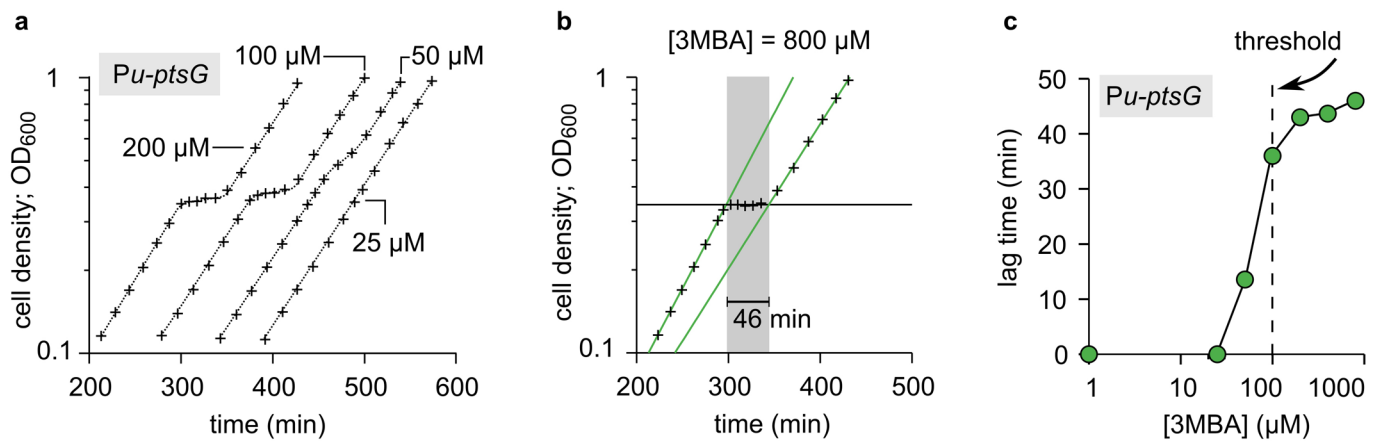 a
Pu-ptsG
100 µM
50 µM
200 µM
25 µM
1
0.1
cell density; OD600
200 300 400 500 600
time (min)
b
[3MBA] = 800 µM
1
0.1
cell density; OD600
46 min
200 300 400 500
time (min)
c
threshold
Pu-ptsG
50
40
30
20
10
0
lag time (min)
1 10 100 1000
[3MBA] (µM)